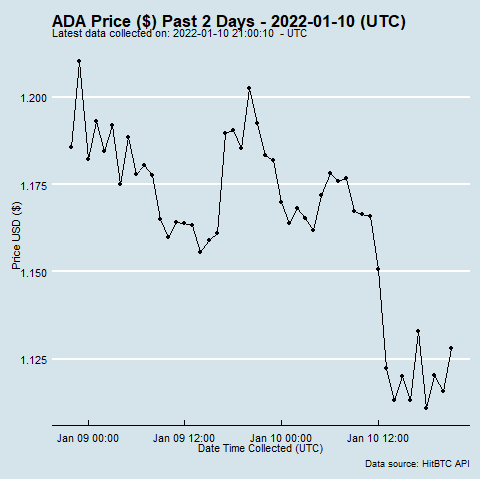 ADA Price ($) Past 2 Days - 2022-01-10 (UTC)
Latest data collected on: 2022-01-10 21:00:10 - UTC
1.200
1.175
1.150
1.125
Price USD ($)
Jan 09 00:00 Jan 09 12:00 Jan 10 00:00 Jan 10 12:00
Date Time Collected (UTC)
Data source: HitBTC API